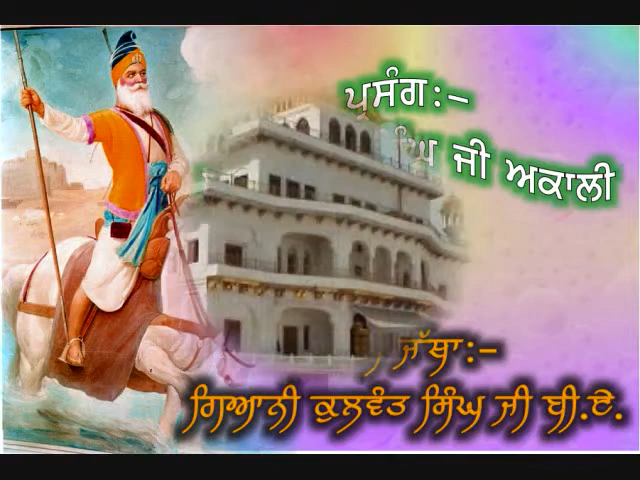 ਪ੍ਰਸੰਗ:–
ਜੀ ਅਕਾਲੀ
ਜੱਥਾ:–
ਗਿਆਨੀ ਕੁਲਵੰਤ ਸਿੰਘ ਜੀ ਬੀ.ਏ.